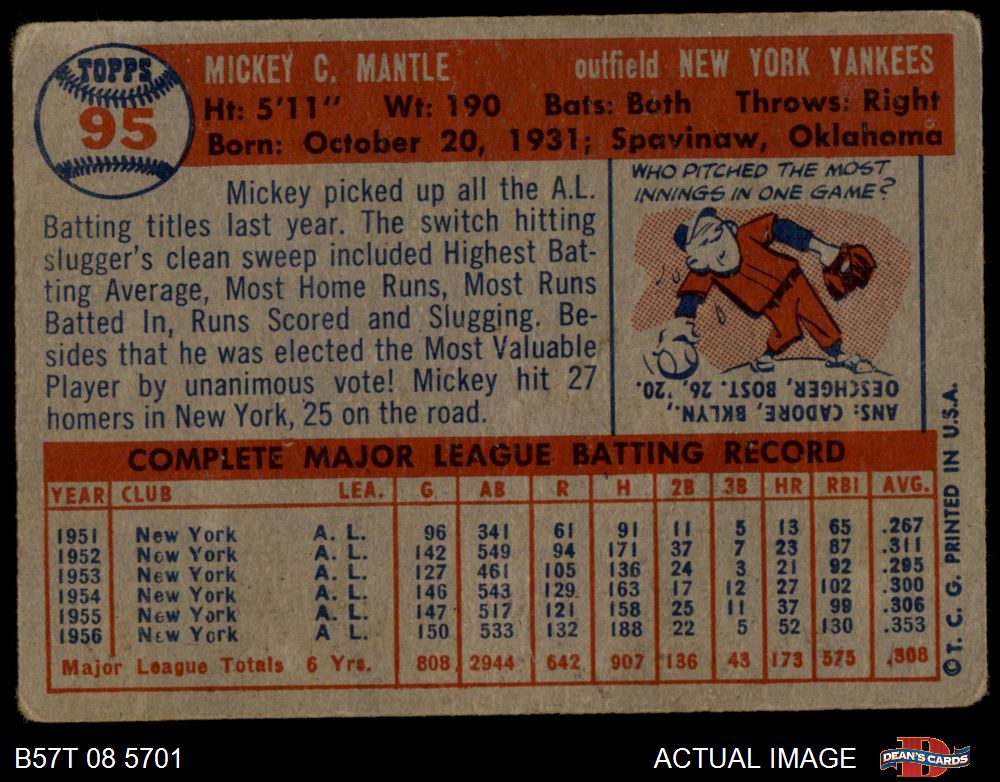 TOPPS
95
MICKEY C. MANTLE outfield NEW YORK YANKEES
Ht: 5'11" Wt: 190 Bats: Both Throws: Right
Born: October 20, 1931; Spavinaw, Oklahoma
Mickey picked up all the A.L.
Batting titles last year. The switch hitting
slugger's clean sweep included Highest Bat-
ting Average, Most Home Runs, Most Runs
Batted In, Runs Scored and Slugging. Be-
sides that he was elected the Most Valuable
Player by unanimous vote! Mickey hit 27
homers in New York, 25 on the road.
WHO PITCHED THE MOST
INNINGS IN ONE GAME?
ANS: CADORE, BKLYN.,
OESCHGER, BOST. 26, '20.
COMPLETE MAJOR LEAGUE BATTING RECORD
YEAR CLUB LEA. G AB R H 2B 3B HR RBI AVG.
1951 New York A. L. 96 341 61 91 11 5 13 65 .267
1952 New York A. L. 142 549 94 171 37 7 23 87 .311
1953 New York A. L. 127 461 105 136 24 3 21 92 .295
1954 New York A. L. 146 543 129 163 17 12 27 102 .300
1955 New York A. L. 147 517 121 158 25 11 37 99 .306
1956 New York A L. 150 533 132 188 22 5 52 130 .353
Major League Totals 6 Yrs. 808 2944 642 907 136 43 173 575 .308
© T. C. G. PRINTED IN U.S.A.
B57T 08 5701
ACTUAL IMAGE
DEAN'S CARDS